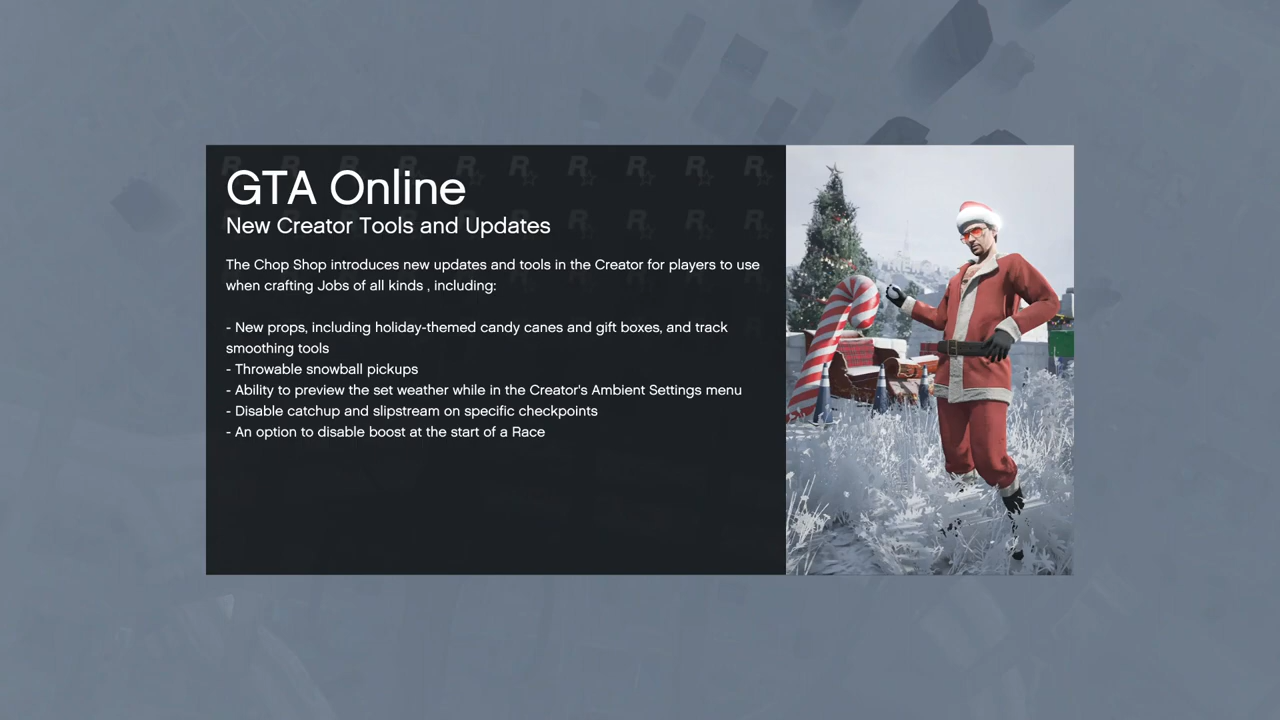 GTA Online
New Creator Tools and Updates
The Chop Shop introduces new updates and tools in the Creator for players to use
when crafting Jobs of all kinds , including:
- New props, including holiday-themed candy canes and gift boxes, and track
smoothing tools
- Throwable snowball pickups
- Ability to preview the set weather while in the Creator's Ambient Settings menu
- Disable catchup and slipstream on specific checkpoints
- An option to disable boost at the start of a Race